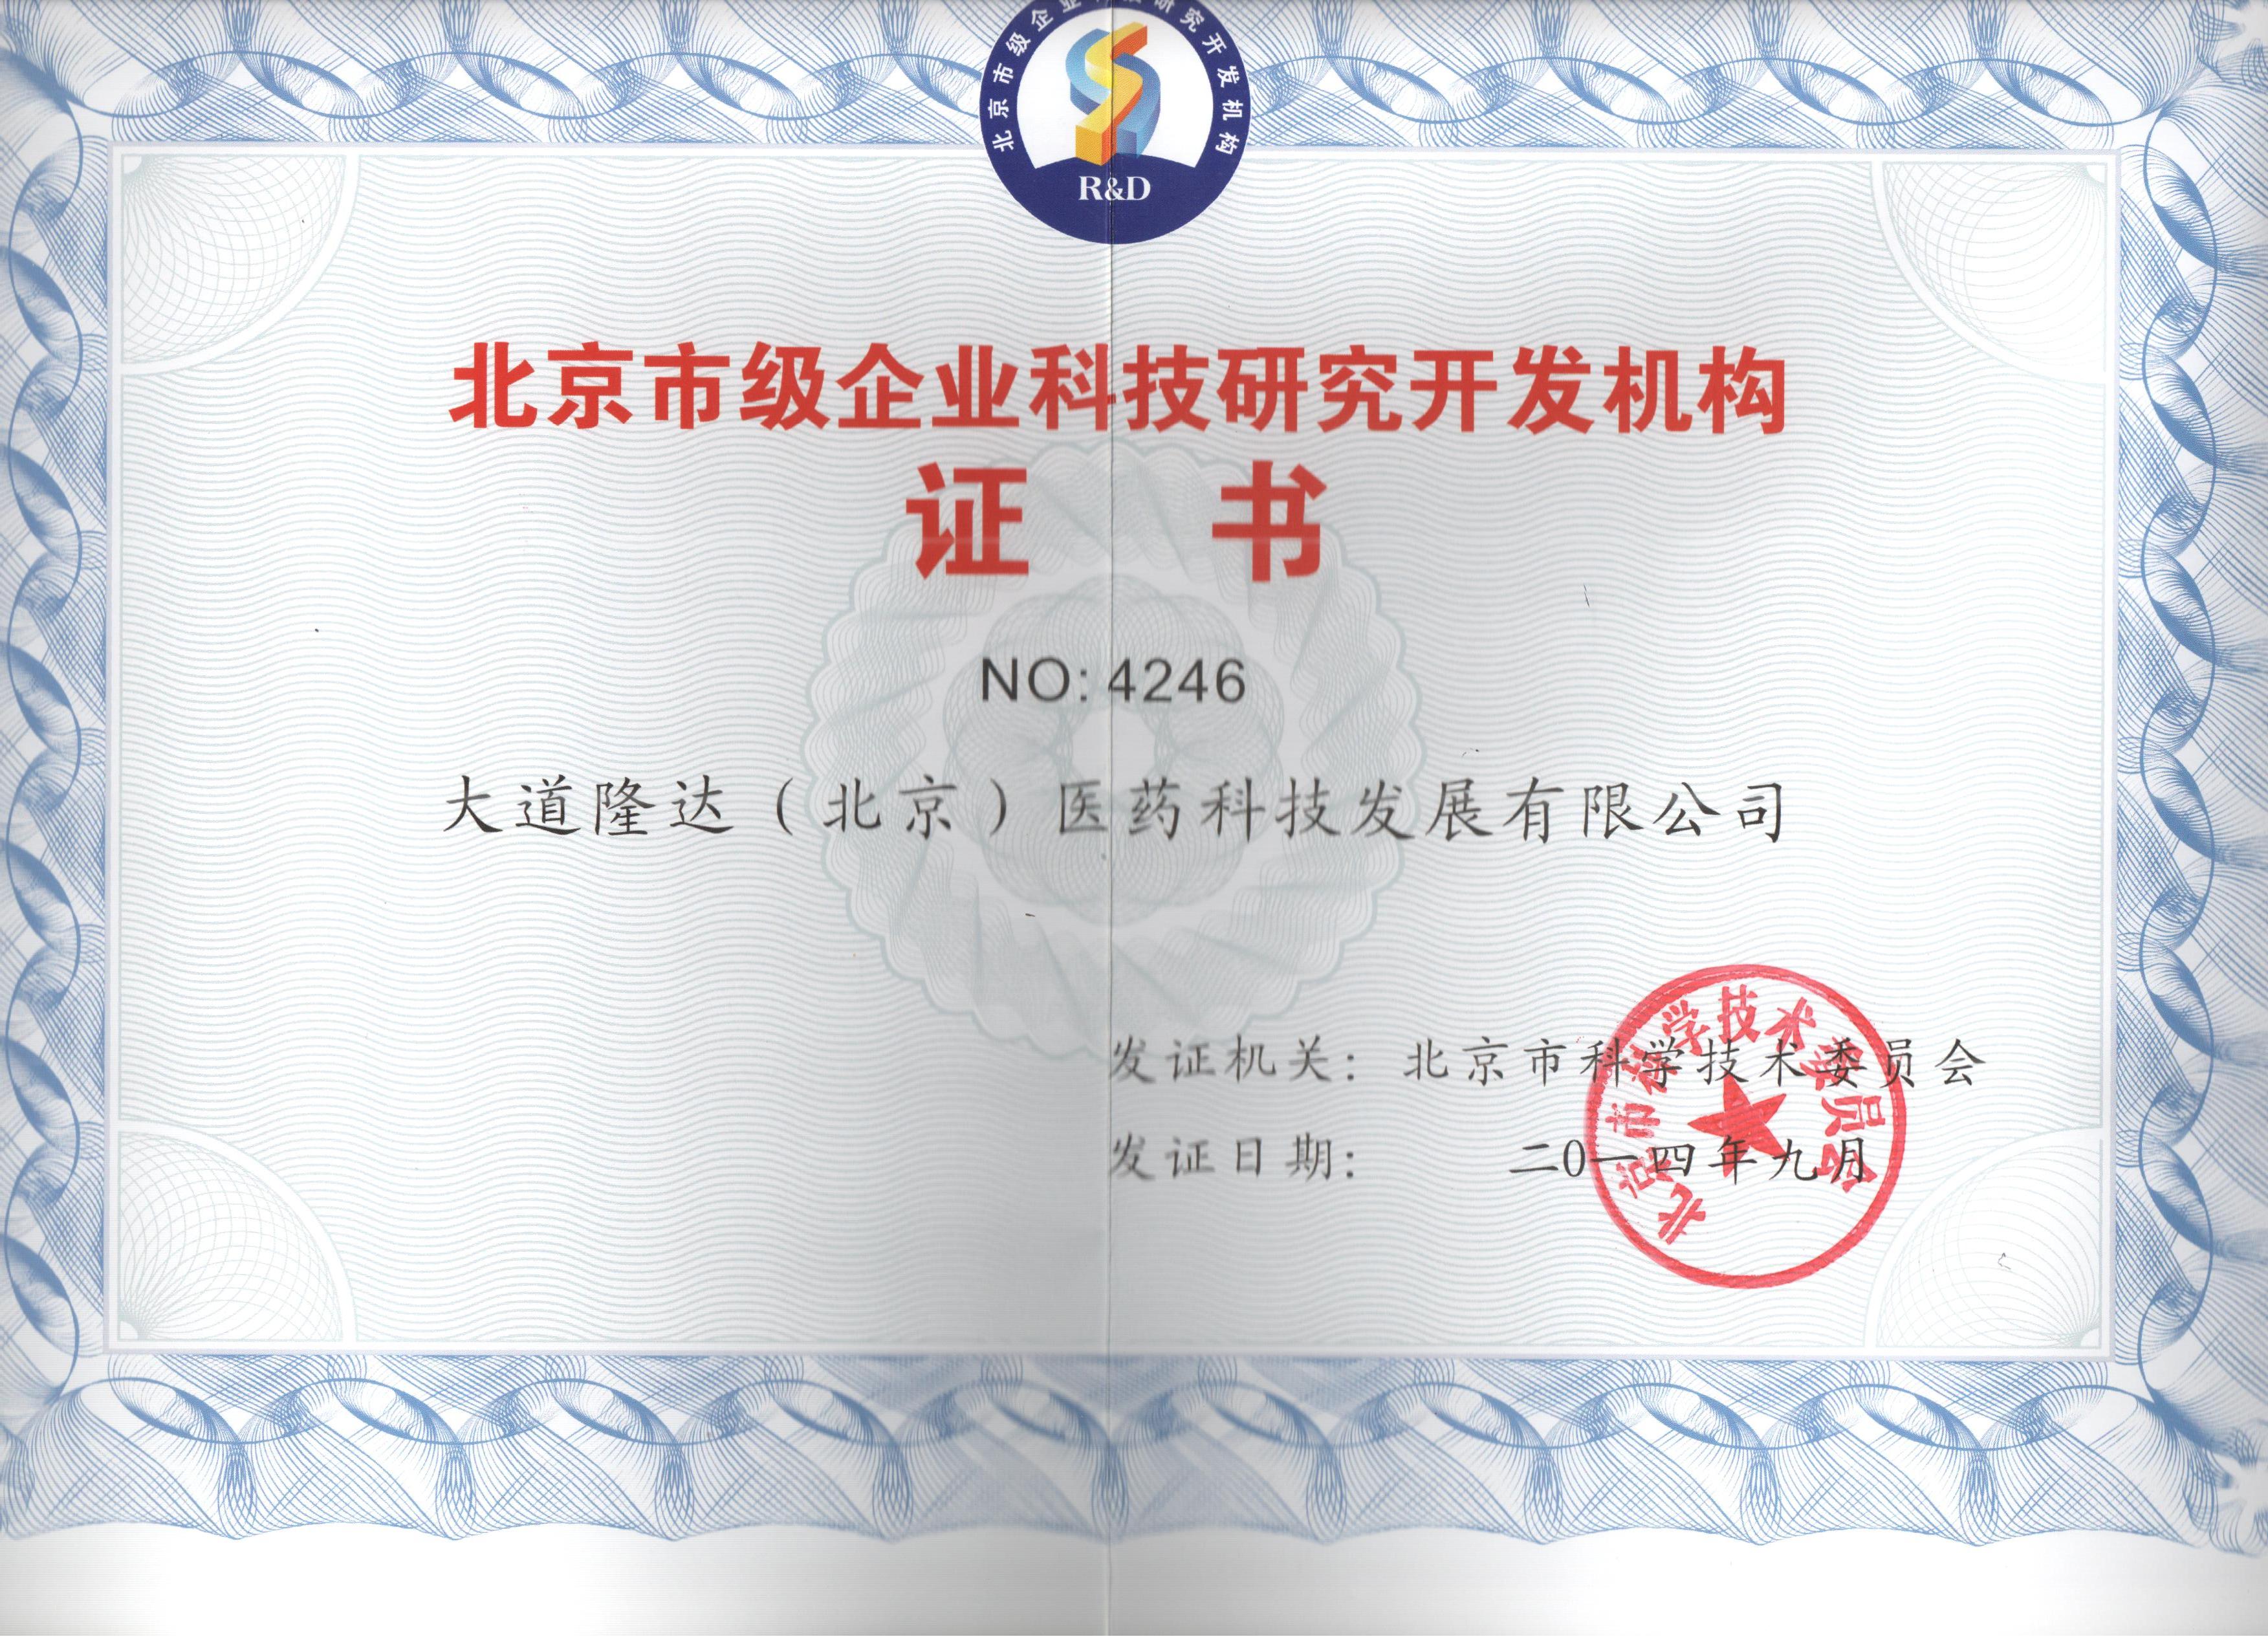 北京市级企业科技研究开发机构
R&D
北京市级企业科技研究开发机构
证 书
NO: 4246
大道隆达（北京）医药科技发展有限公司
发证机关： 北京市科学技术委员会
发证日期： 二0一四年九月
北京市科学技术委员会